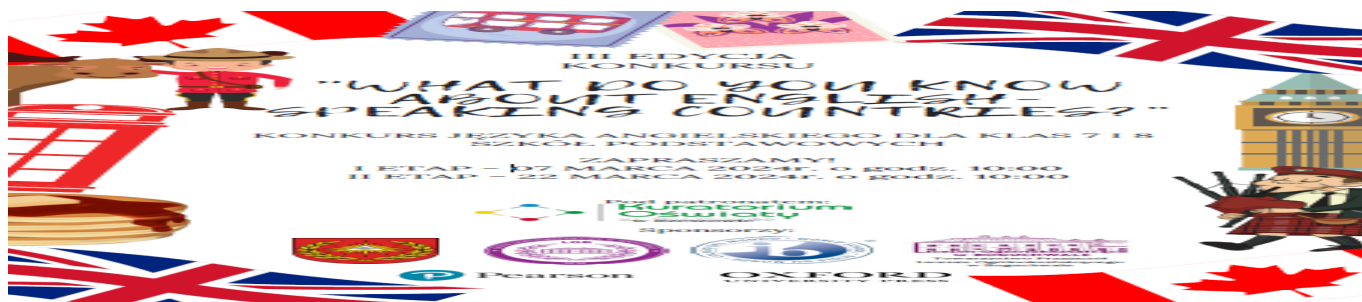 III EDYCJA
KONKURSU
"WHAT DO YOU KNOW
ABOUT ENGLISH-
SPEAKING COUNTRIES?"
KONKURS JĘZYKA ANGIELSKIEGO DLA KLAS 7 I 8
SZKÓŁ PODSTAWOWYCH
ZAPRASZAMY!
I ETAP – 07 MARCA 2024r. o godz. 10:00
II ETAP – 22 MARCA 2024r. o godz. 10:00
Pod patronatem:
Kuratorium
Oświaty
Sponsorzy:
Pearson
OXFORD
UNIVERSITY PRESS